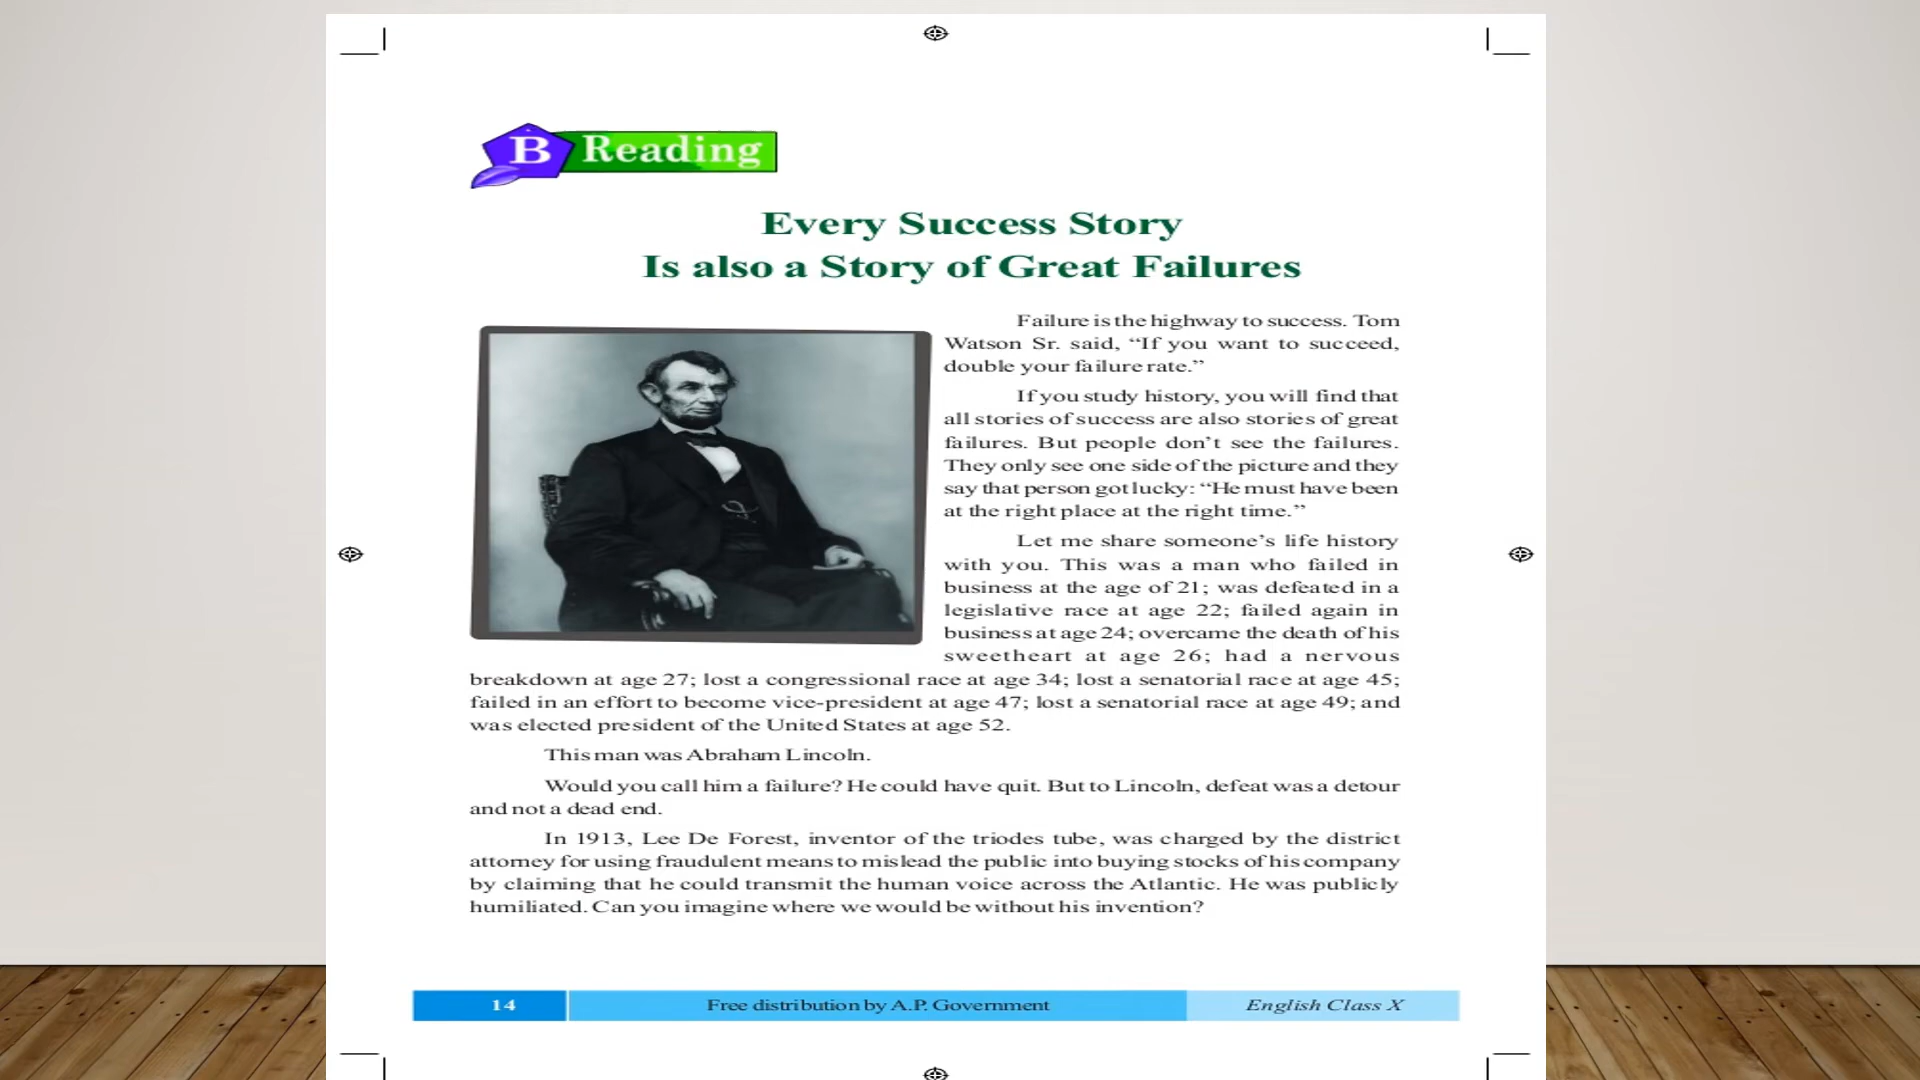 B Reading
Every Success Story
Is also a Story of Great Failures
Failure is the highway to success. Tom
Watson Sr. said, “If you want to succeed,
double your failure rate.”
If you study history, you will find that
all stories of success are also stories of great
failures. But people don’t see the failures.
They only see one side of the picture and they
say that person got lucky: “He must have been
at the right place at the right time.”
Let me share someone’s life history
with you. This was a man who failed in
business at the age of 21; was defeated in a
legislative race at age 22; failed again in
business at age 24; overcame the death of his
sweetheart at age 26; had a nervous
breakdown at age 27; lost a congressional race at age 34; lost a senatorial race at age 45;
failed in an effort to become vice-president at age 47; lost a senatorial race at age 49; and
was elected president of the United States at age 52.
This man was Abraham Lincoln.
Would you call him a failure? He could have quit. But to Lincoln, defeat was a detour
and not a dead end.
In 1913, Lee De Forest, inventor of the triodes tube, was charged by the district
attorney for using fraudulent means to mislead the public into buying stocks of his company
by claiming that he could transmit the human voice across the Atlantic. He was publicly
humiliated. Can you imagine where we would be without his invention?
14 Free distribution by A.P. Government English Class X